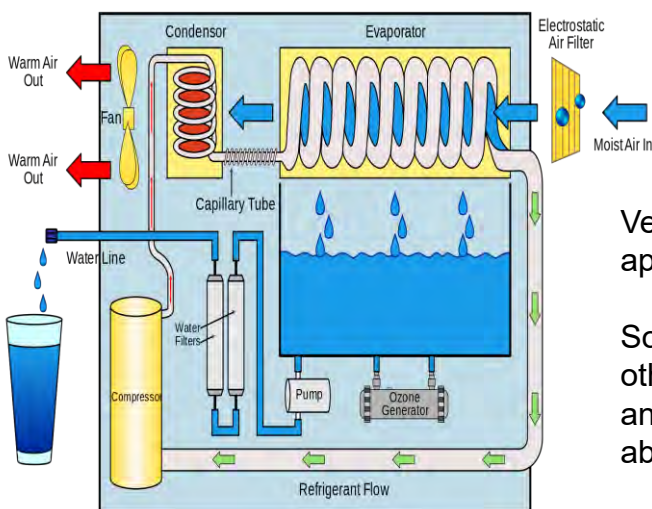 Condensor
Evaporator
Electrostatic
Air Filter
Warm Air
Out
Fan
Moist Air In
Warm Air
Out
Capillary Tube
Water Line
Water
Filters
Compressor
Pump
Ozone
Generator
Refrigerant Flow
Ve
ap
So
oth
an
ab